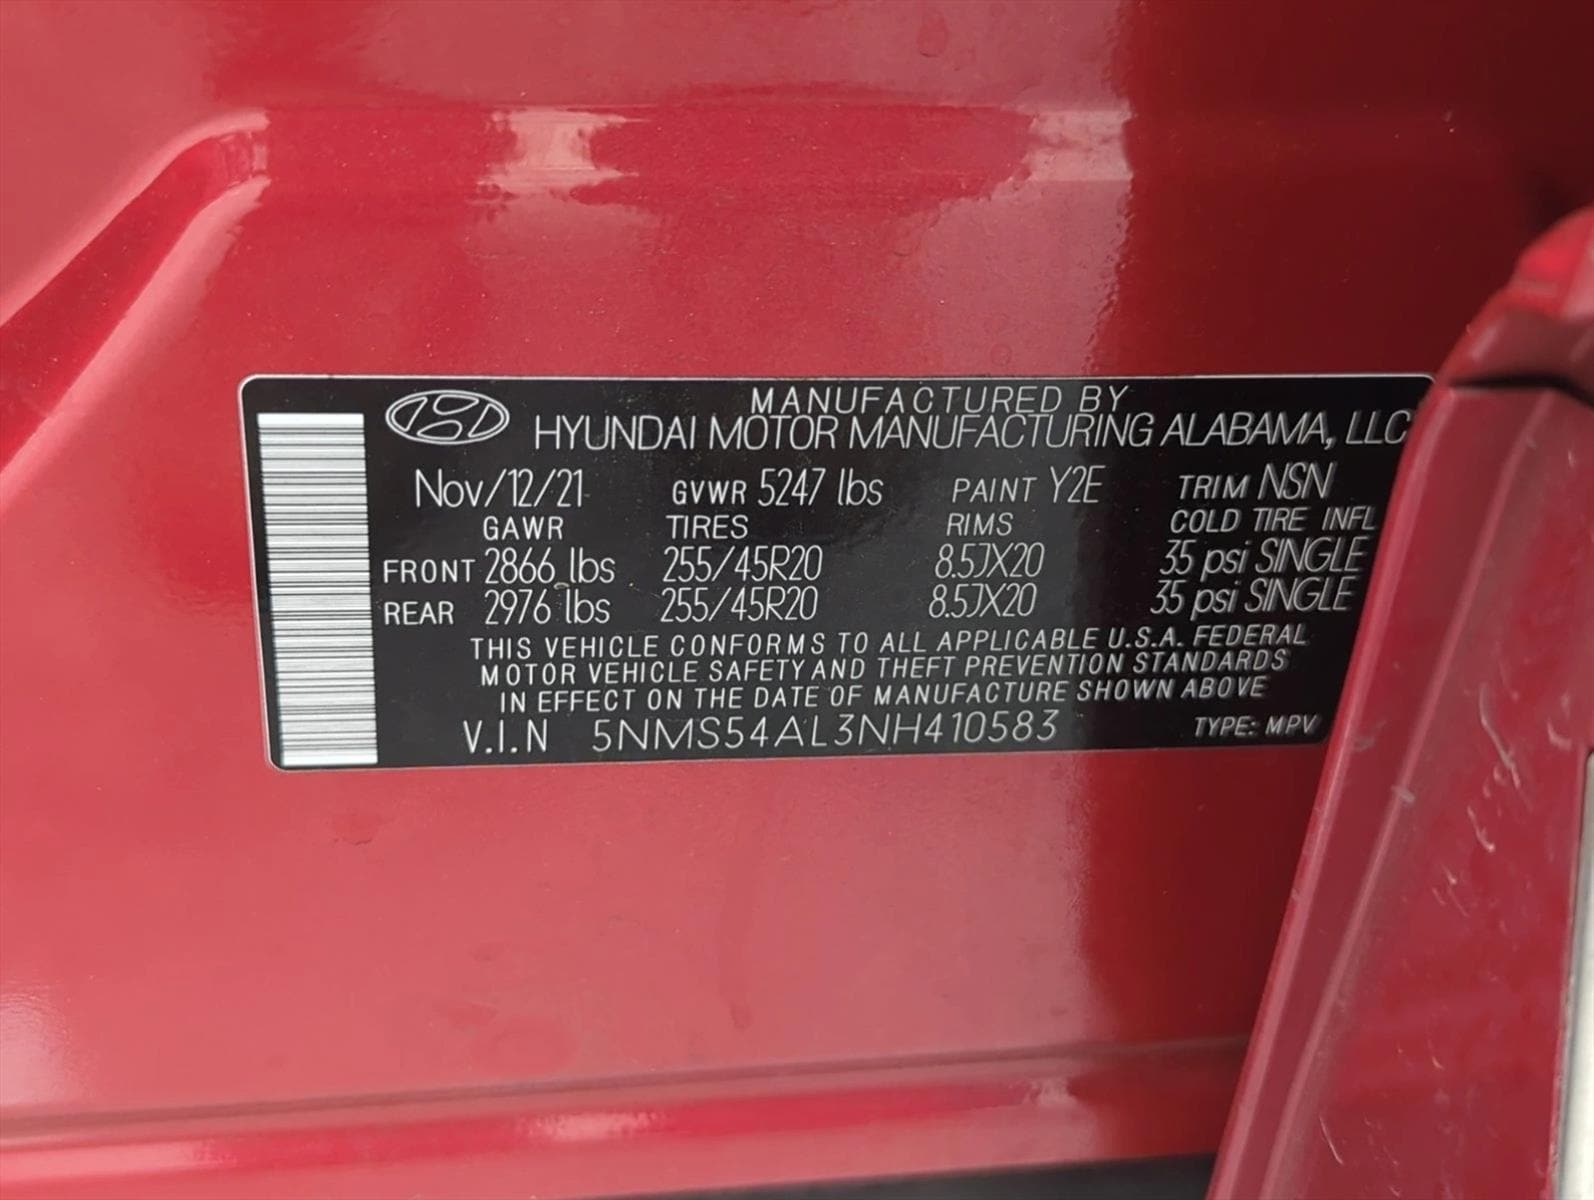 MANUFACTURED BY
HYUNDAI MOTOR MANUFACTURING ALABAMA, LLC
Nov/12/21 GVWR 5247 lbs PAINT Y2E TRIM NSN
GAWR TIRES RIMS COLD TIRE INFL
FRONT 2866 lbs 255/45R20 8.5JX20 35 psi SINGLE
REAR 2976 lbs 255/45R20 8.5JX20 35 psi SINGLE
THIS VEHICLE CONFORMS TO ALL APPLICABLE U.S.A. FEDERAL
MOTOR VEHICLE SAFETY AND THEFT PREVENTION STANDARDS
IN EFFECT ON THE DATE OF MANUFACTURE SHOWN ABOVE
V.I.N 5NMS54AL3NH410583 TYPE: MPV